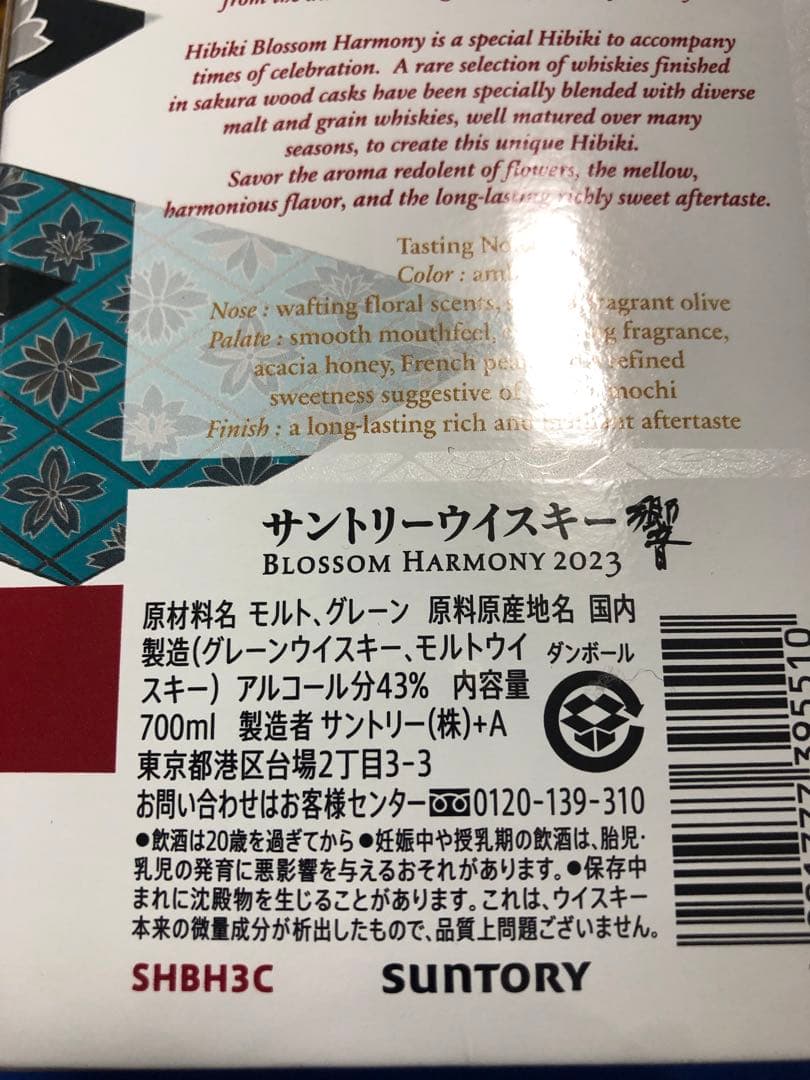 from the
Hibiki Blossom Harmony is a special Hibiki to accompany
times of celebration. A rare selection of whiskies finished
in sakura wood casks have been specially blended with diverse
malt and grain whiskies, well matured over many
seasons, to create this unique Hibiki.
Savor the aroma redolent of flowers, the mellow,
harmonious flavor, and the long-lasting richly sweet aftertaste.
Tasting
Color :
Nose : wafting floral scents, fragrant olive
Palate : smooth mouthfeel, fragrance,
acacia honey, French refined
sweetness suggestive of mochi
Finish : a long-lasting rich and aftertaste
サントリーウイスキー 響
BLOSSOM HARMONY 2023
原材料名 モルト、グレーン 原料原産地名 国内
製造(グレーンウイスキー、モルトウイ
スキー) アルコール分43% 内容量
700ml 製造者 サントリー(株)+A
東京都港区台場2丁目3-3
ダンボール
お問い合わせはお客様センター 0120-139-310
●飲酒は20歳を過ぎてから●妊娠中や授乳期の飲酒は、胎児・
乳児の発育に悪影響を与えるおそれがあります。●保存中
まれに沈殿物を生じることがあります。これは、ウイスキー
本来の微量成分が析出したもので、品質上問題ございません。
SHBH3C SUNTORY